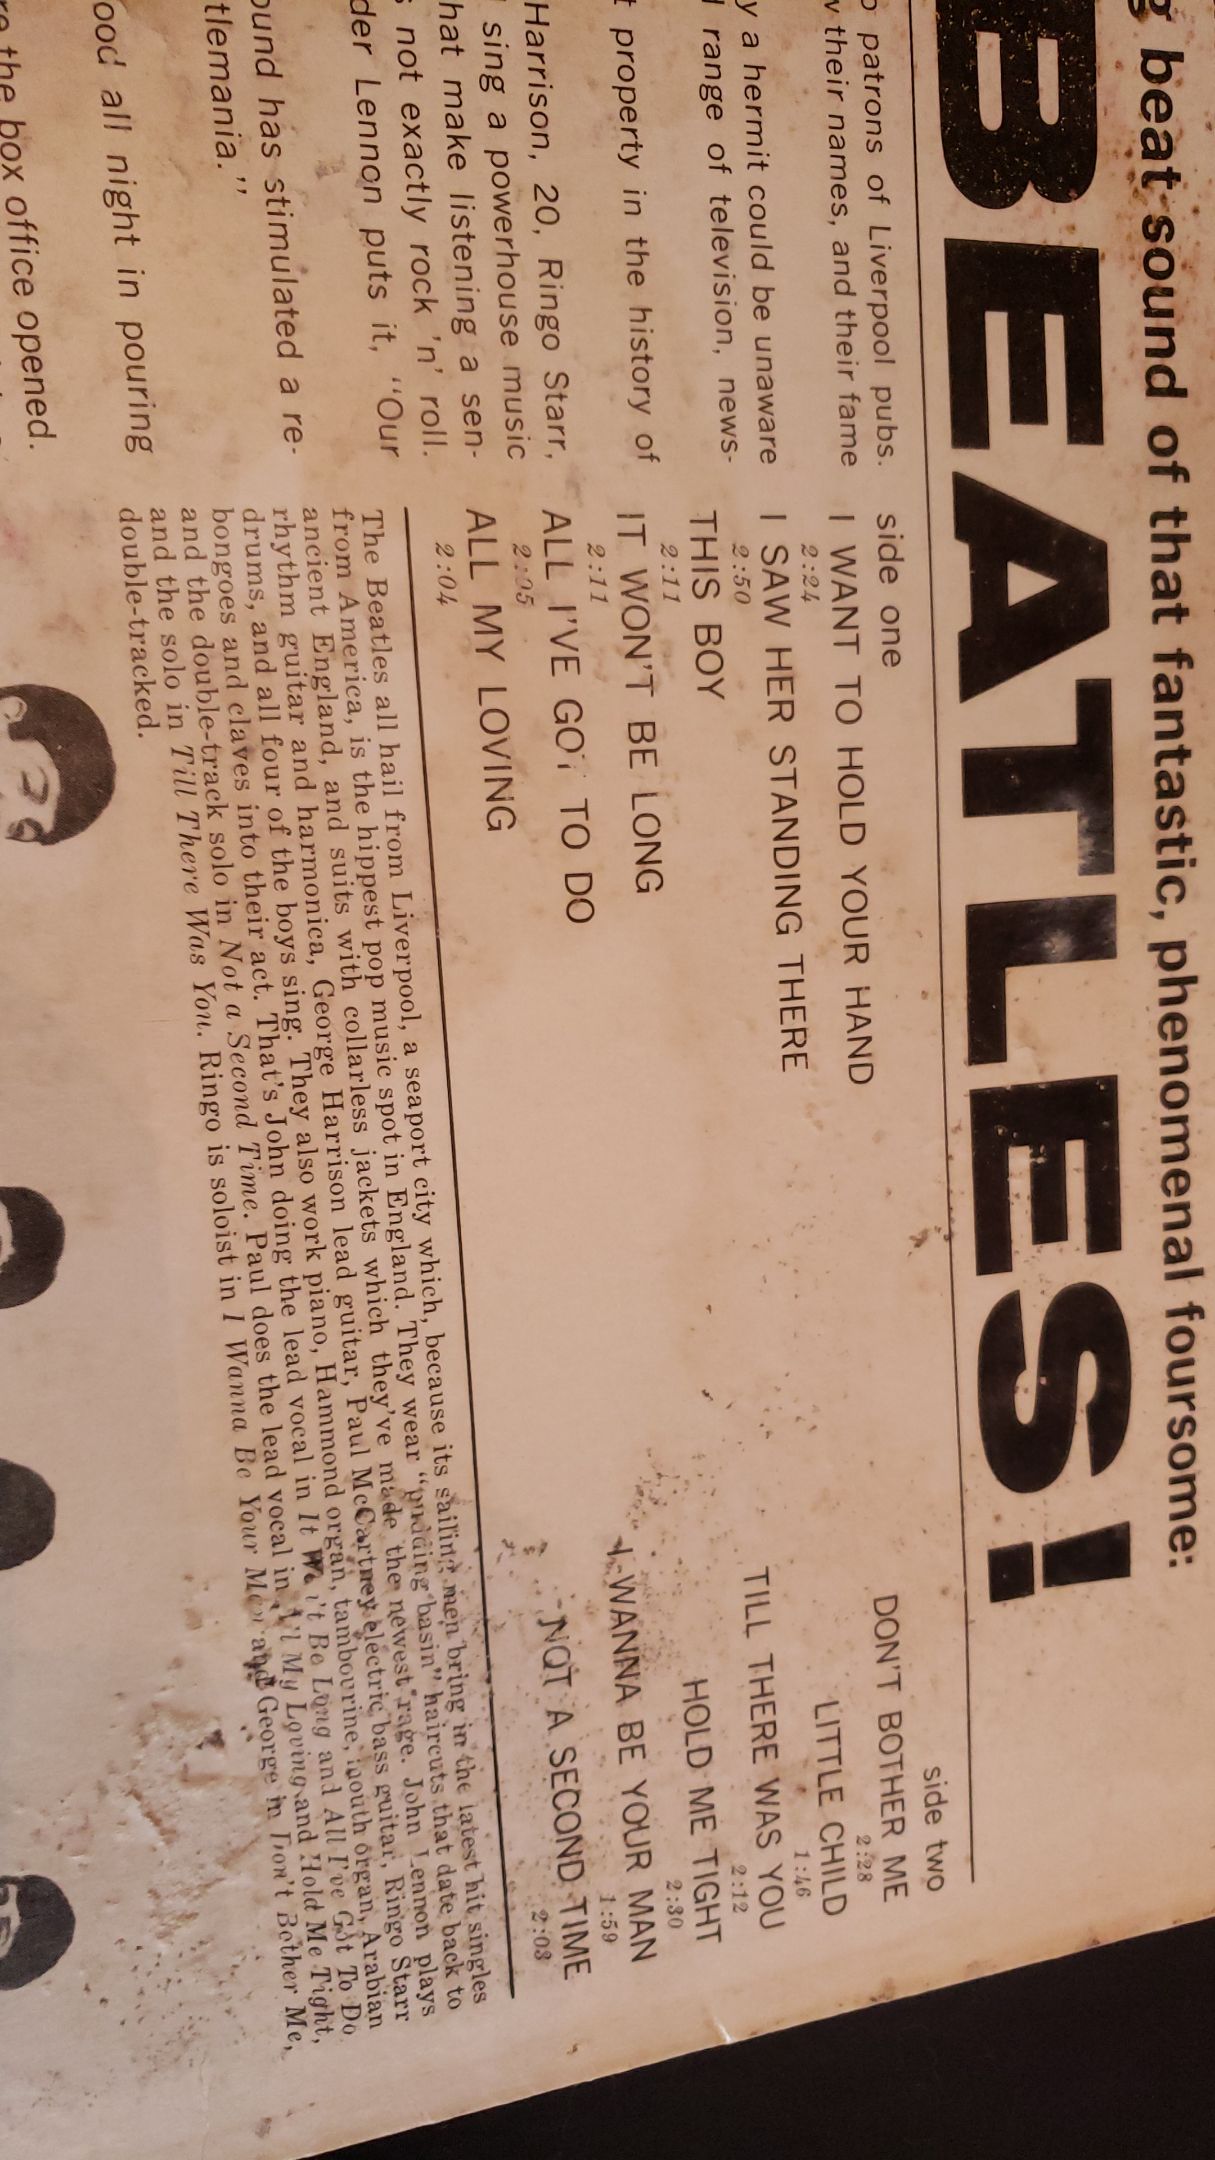 g beat sound of that fantastic, phenomenal foursome:
BEATLES!
patrons of Liverpool pubs.
their names, and their fame
y a hermit could be unaware
range of television, news-
t property in the history of
Harrison, 20, Ringo Starr,
sing a powerhouse music
hat make listening a sen-
s not exactly rock 'n' roll.
der Lennon puts it, "Our
ound has stimulated a re-
tlemania."
ood all night in pouring
re the box office opened.
side one
I WANT TO HOLD YOUR HAND
2:24
I SAW HER STANDING THERE
2:50
THIS BOY
2:11
IT WON'T BE LONG
2:11
ALL I'VE GOT TO DO
2:05
ALL MY LOVING
2:04
side two
DON'T BOTHER ME
2:28
LITTLE CHILD
1:46
TILL THERE WAS YOU
2:12
HOLD ME TIGHT
2:30
I WANNA BE YOUR MAN
1:59
NOT A SECOND TIME
2:03
The Beatles all hail from Liverpool, a seaport city which, because its sailing men bring in the latest hit singles
from America, is the hippest pop music spot in England. They wear "pudding basin" haircuts that date back to
ancient England, and suits with collarless jackets which they've made the newest rage. John Lennon plays
rhythm guitar and harmonica, George Harrison lead guitar, Paul McCartney electric bass guitar, Ringo Starr
drums, and all four of the boys sing. They also work piano, Hammond organ, tambourine, mouth organ, Arabian
bongoes and claves into their act. That's John doing the lead vocal in It Won't Be Long and All I've Got To Do
and the double-track solo in Not a Second Time. Paul does the lead vocal in All My Loving and Hold Me Tight,
and the solo in Till There Was You. Ringo is soloist in I Wanna Be Your Man and George in Don't Bother Me,
double-tracked.